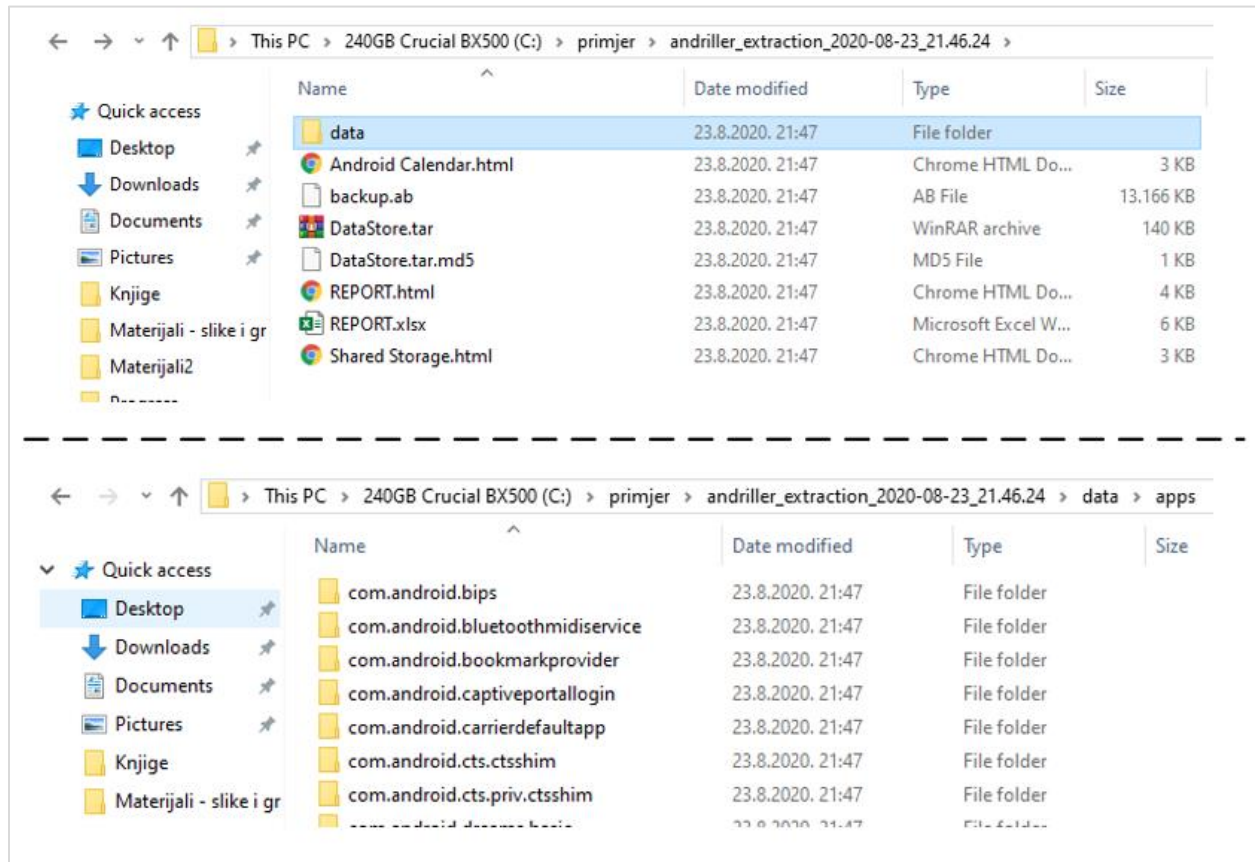 This PC > 240GB Crucial BX500 (C:) > primjer > andriller_extraction_2020-08-23_21.46.24 >
Name Date modified Type Size
Quick access
Desktop
Downloads
Documents
Pictures
Knjige
Materijali - slike i gr
Materijali2
data 23.8.2020. 21:47 File folder
Android Calendar.html 23.8.2020. 21:47 Chrome HTML Do... 3 KB
backup.ab 23.8.2020. 21:47 AB File 13.166 KB
DataStore.tar 23.8.2020. 21:47 WinRAR archive 140 KB
DataStore.tar.md5 23.8.2020. 21:47 MD5 File 1 KB
REPORT.html 23.8.2020. 21:47 Chrome HTML Do... 4 KB
REPORT.xlsx 23.8.2020. 21:47 Microsoft Excel W... 6 KB
Shared Storage.html 23.8.2020. 21:47 Chrome HTML Do... 3 KB
This PC > 240GB Crucial BX500 (C:) > primjer > andriller_extraction_2020-08-23_21.46.24 > data > apps
Name Date modified Type Size
Quick access
Desktop
Downloads
Documents
Pictures
Knjige
Materijali - slike i gr
com.android.bips 23.8.2020. 21:47 File folder
com.android.bluetoothmidiservice 23.8.2020. 21:47 File folder
com.android.bookmarkprovider 23.8.2020. 21:47 File folder
com.android.captiveportallogin 23.8.2020. 21:47 File folder
com.android.carrierdefaultapp 23.8.2020. 21:47 File folder
com.android.cts.ctsshim 23.8.2020. 21:47 File folder
com.android.cts.priv.ctsshim 23.8.2020. 21:47 File folder